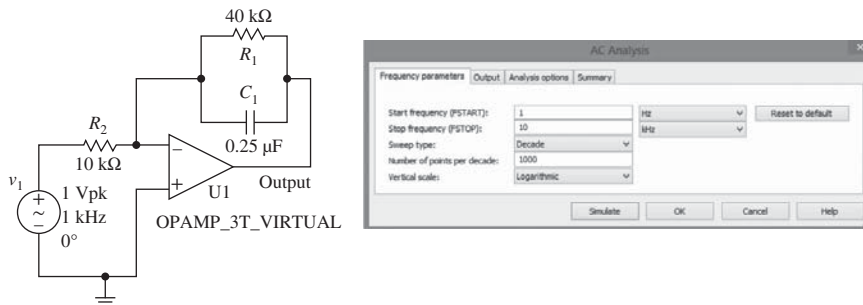 40 kΩ
R1
C1
0.25 μF
R2
10 kΩ
−
+
U1
Output
v1
+
~
−
1 Vpk
1 kHz
0°
OPAMP_3T_VIRTUAL
AC Analysis
×
Frequency parameters Output Analysis options Summary
Start frequency (FSTART): 1 Hz Reset to default
Stop frequency (FSTOP): 10 kHz
Sweep type: Decade
Number of points per decade: 1000
Vertical scale: Logarithmic
Simulate OK Cancel Help